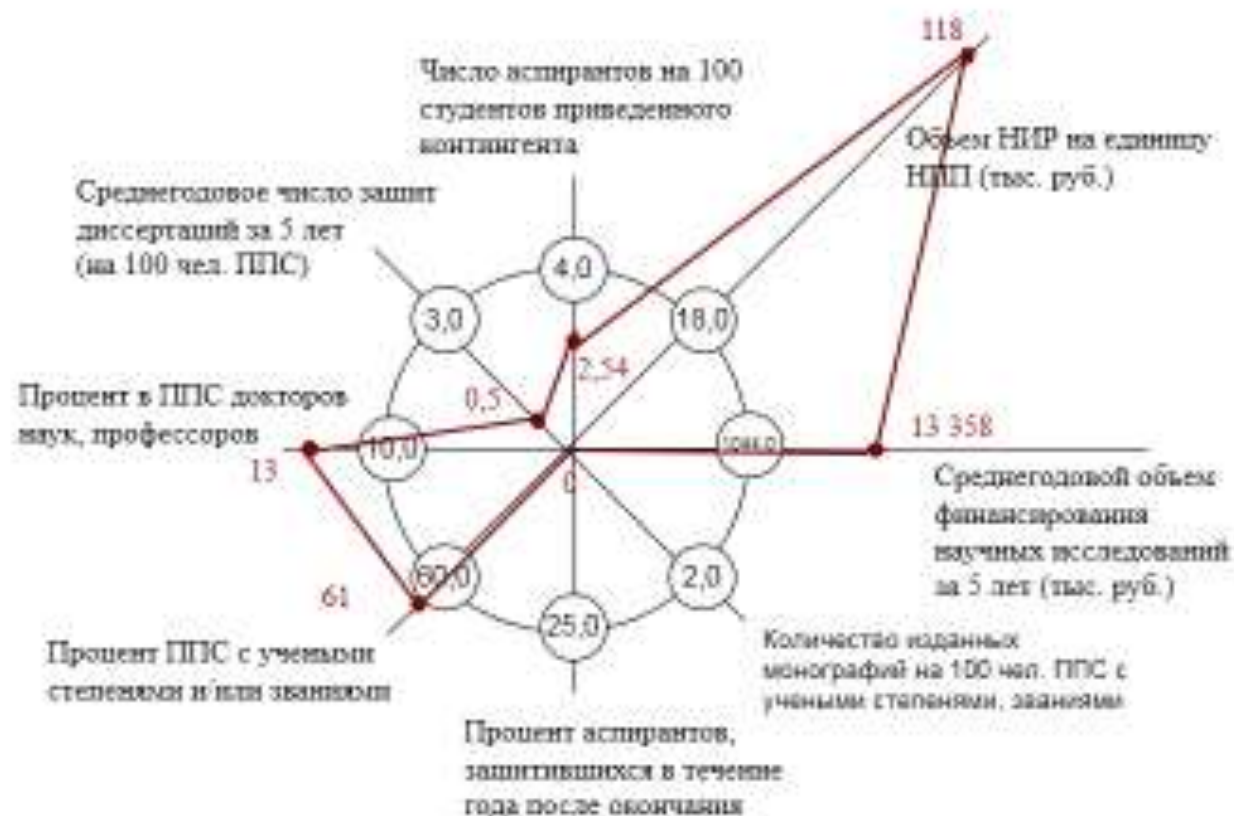 118
Число аспирантов на 100
студентов приведенного
контингента
Объем НИР на единицу
НПП (тыс. руб.)
Среднегодовое число защит
диссертаций за 5 лет
(на 100 чел. ППС)
4,0
3,0
18,0
2,54
0,5
Процент в ППС докторов
наук, профессоров
10,0
13
0
13 358
Среднегодовой объем
финансирования
научных исследований
за 5 лет (тыс. руб.)
60,0
2,0
61
25,0
Процент ППС с учеными
степенями и/или званиями
Количество изданных
монографий на 100 чел. ППС с
учеными степенями, званиями
Процент аспирантов,
защитившихся в течение
года после окончания